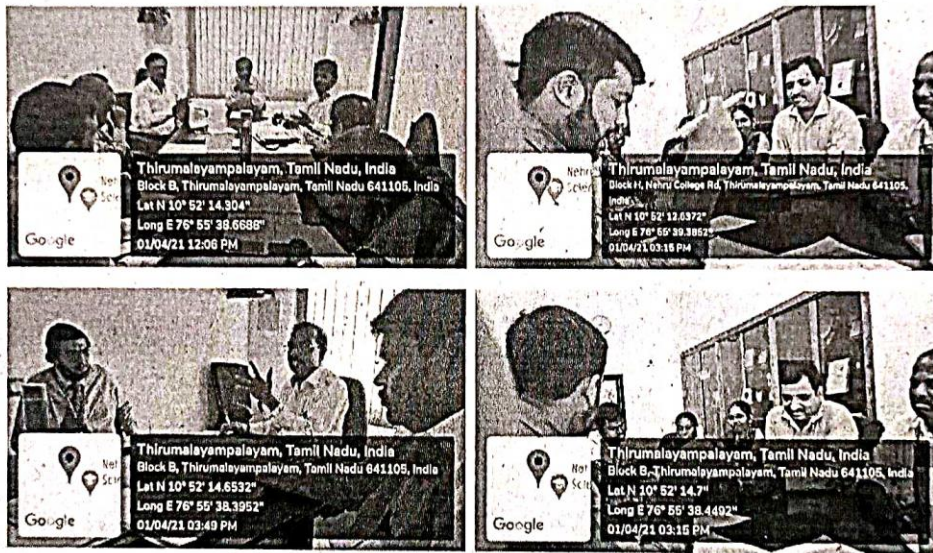 Thirumalayampalayam, Tamil Nadu, India
Block B, Thirumalayampalayam, Tamil Nadu 641105, India
Lat N 10° 52' 14.304"
Long E 76° 55' 38.6688"
01/04/21 12:06 PM
Google
Thirumalayampalayam, Tamil Nadu, India
Block H, Nehru College Rd, Thirumalayampalayam, Tamil Nadu 641105,
India
Lat N 10° 52' 12.6372"
Long E 76° 55' 39.3852"
01/04/21 03:15 PM
Google
Thirumalayampalayam, Tamil Nadu, India
Block B, Thirumalayampalayam, Tamil Nadu 641105, India
Lat N 10° 52' 14.6532"
Long E 76° 55' 38.3952"
01/04/21 03:49 PM
Google
Thirumalayampalayam, Tamil Nadu, India
Block B, Thirumalayampalayam, Tamil Nadu 641105, India
Lat N 10° 52' 14.7"
Long E 76° 55' 38.4492"
01/04/21 03:15 PM
Google